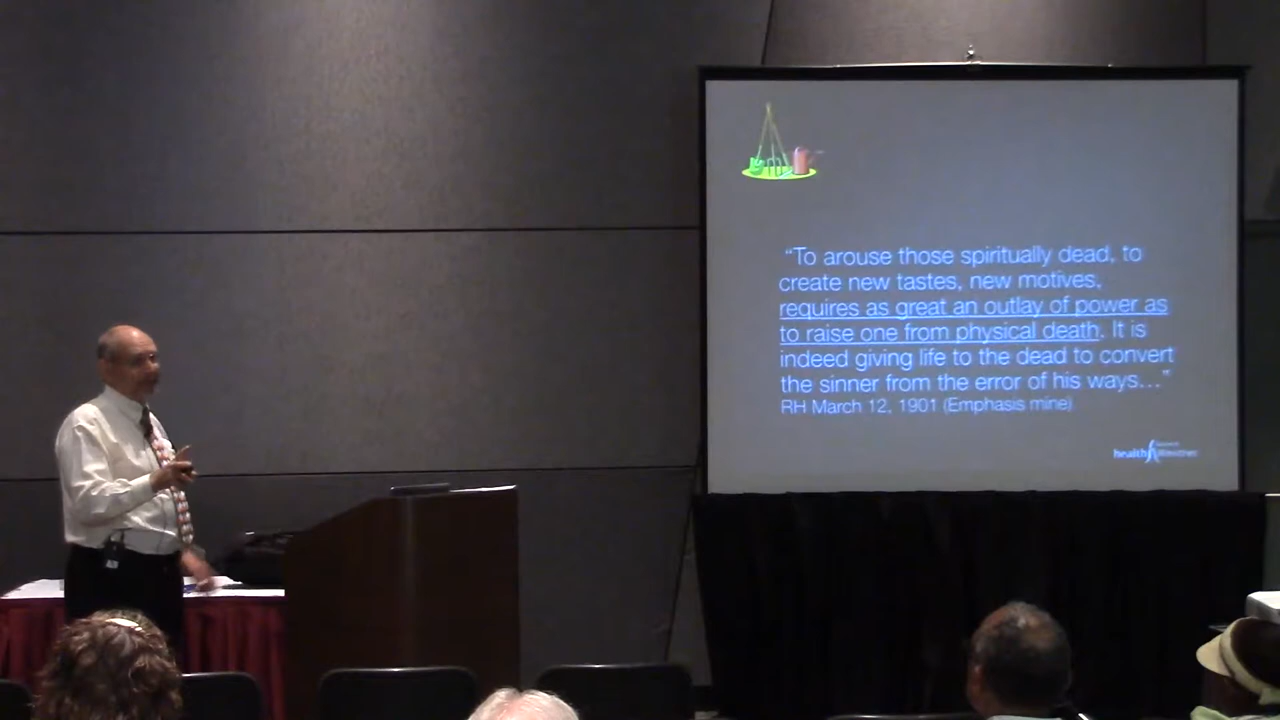 “To arouse those spiritually dead, to
create new tastes, new motives,
requires as great an outlay of power as
to raise one from physical death. It is
indeed giving life to the dead to convert
the sinner from the error of his ways…”
RH March 12, 1901 (Emphasis mine)
health